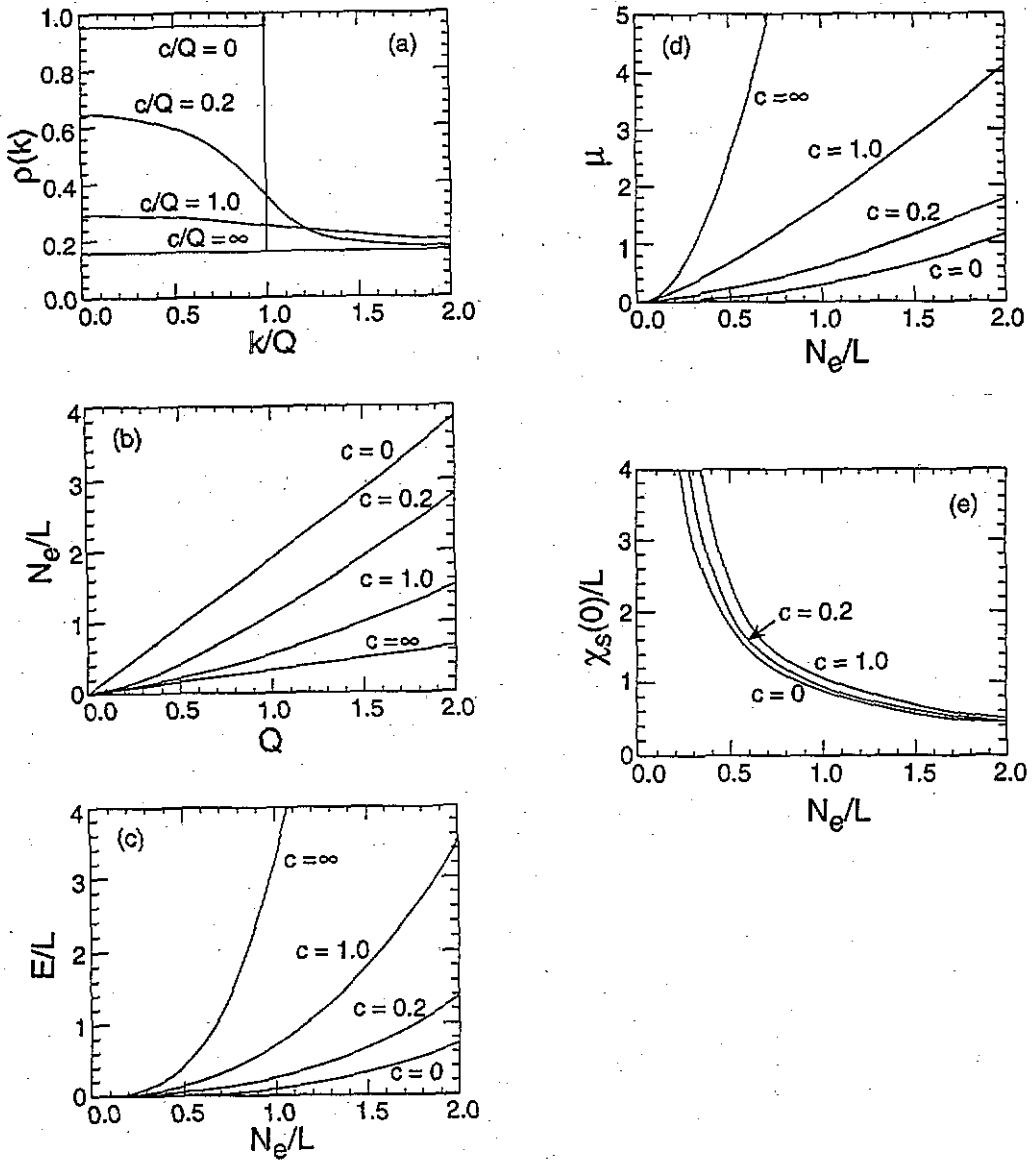 (a)
ρ(k)
1.0
0.8
0.6
0.4
0.2
0.0
c/Q = 0
c/Q = 0.2
c/Q = 1.0
c/Q = ∞
0.0 0.5 1.0 1.5 2.0
k/Q
(b)
N_e/L
4
3
2
1
0
c = 0
c = 0.2
c = 1.0
c = ∞
0.0 0.5 1.0 1.5 2.0
Q
(c)
E/L
4
3
2
1
0
c = ∞
c = 1.0
c = 0.2
c = 0
0.0 0.5 1.0 1.5 2.0
N_e/L
(d)
μ
5
4
3
2
1
0
c = ∞
c = 1.0
c = 0.2
c = 0
0.0 0.5 1.0 1.5 2.0
N_e/L
(e)
χ_s(0)/L
4
3
2
1
0
c = 0.2
c = 1.0
c = 0
0.0 0.5 1.0 1.5 2.0
N_e/L